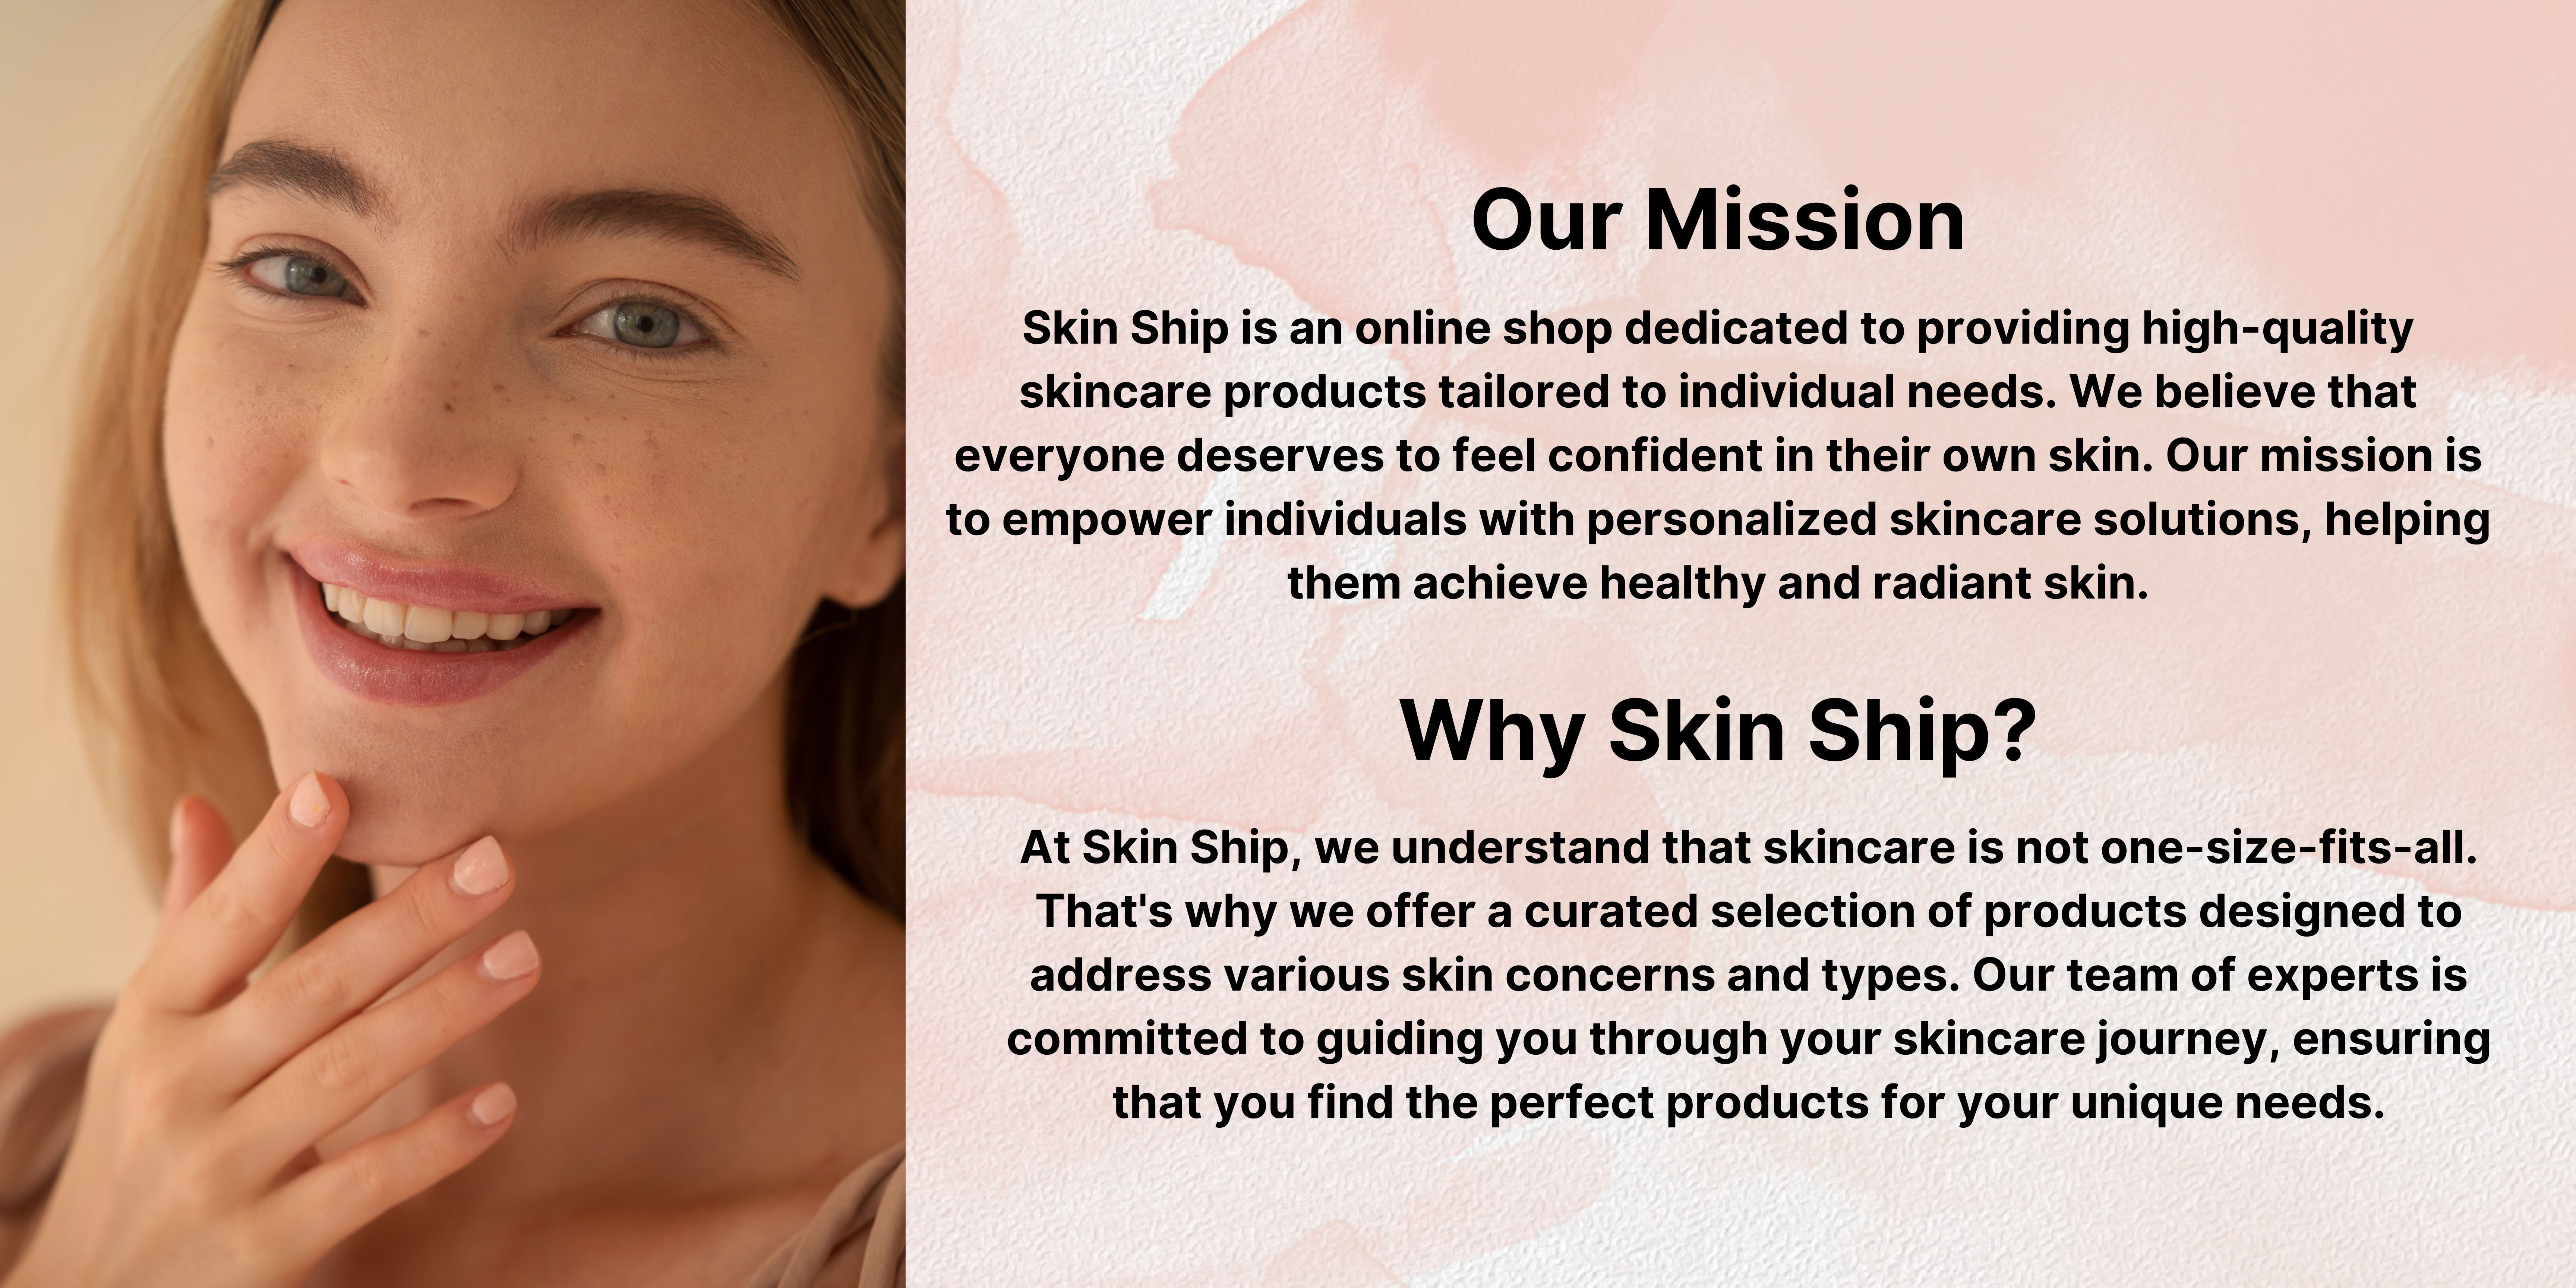 Our Mission
Skin Ship is an online shop dedicated to providing high-quality
skincare products tailored to individual needs. We believe that
everyone deserves to feel confident in their own skin. Our mission is
to empower individuals with personalized skincare solutions, helping
them achieve healthy and radiant skin.
Why Skin Ship?
At Skin Ship, we understand that skincare is not one-size-fits-all.
That's why we offer a curated selection of products designed to
address various skin concerns and types. Our team of experts is
committed to guiding you through your skincare journey, ensuring
that you find the perfect products for your unique needs.